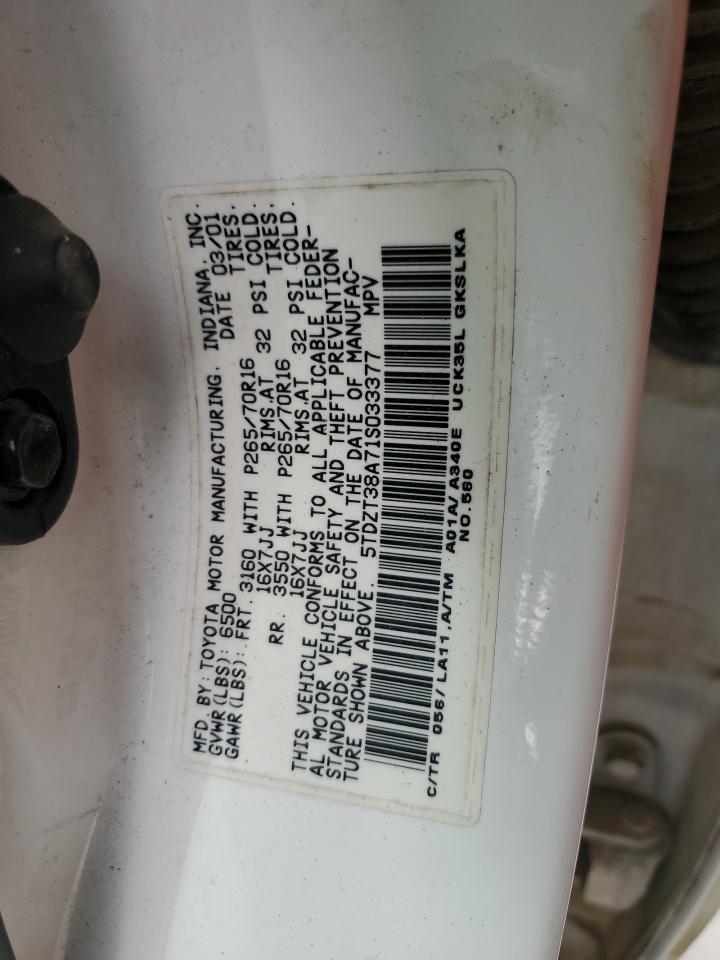 MFD. BY: TOYOTA MOTOR MANUFACTURING, INDIANA, INC.
GVWR(LBS): 6500 DATE 03/01
GAWR(LBS): FRT. 3160 WITH P265/70R16 TIRES.
16X7JJ RIMS.AT 32 PSI COLD.
RR. 3550 WITH P265/70R16 TIRES.
16X7JJ RIMS.AT 32 PSI COLD.
THIS VEHICLE CONFORMS TO ALL APPLICABLE FEDER-
AL MOTOR VEHICLE SAFETY AND THEFT PREVENTION
STANDARDS IN EFFECT ON THE DATE OF MANUFAC-
TURE SHOWN ABOVE. 5TDZT38A71S033377 MPV
C/TR 056/LA11,A/TM A01A/A340E UCK35L GKSLKA
NO.580